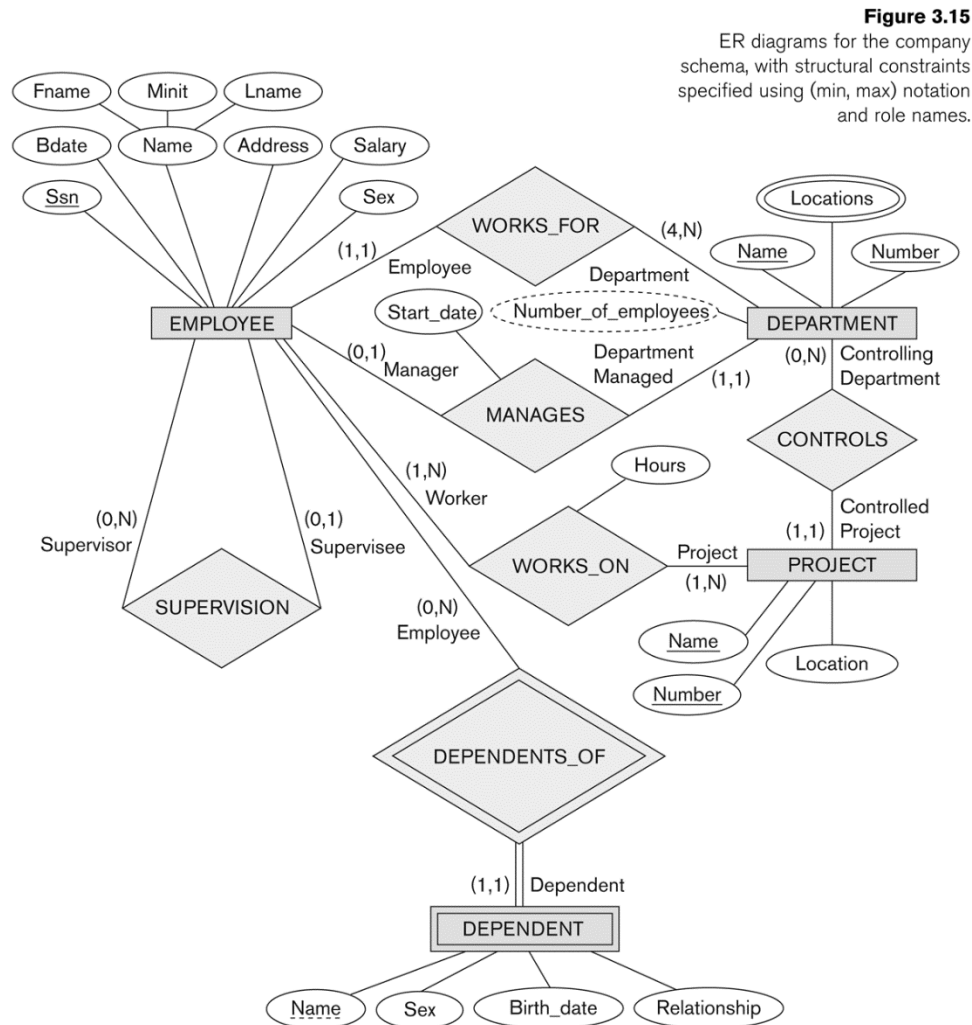 Figure 3.15
ER diagrams for the company
schema, with structural constraints
specified using (min, max) notation
and role names.
Fname
Minit
Lname
Bdate
Name
Address
Salary
Ssn
Sex
WORKS_FOR
Locations
Name
Number
(1,1)
Employee
(4,N)
Department
Start_date
Number_of_employees
EMPLOYEE
DEPARTMENT
(0,1)
Manager
Department
Managed
(1,1)
(0,N)
Controlling
Department
MANAGES
CONTROLS
Hours
(1,N)
Worker
(0,N)
Supervisor
(0,1)
Supervisee
Controlled
Project
(1,1)
Project
(1,N)
WORKS_ON
PROJECT
SUPERVISION
(0,N)
Employee
Name
Location
Number
DEPENDENTS_OF
(1,1)
Dependent
DEPENDENT
Name
Sex
Birth_date
Relationship